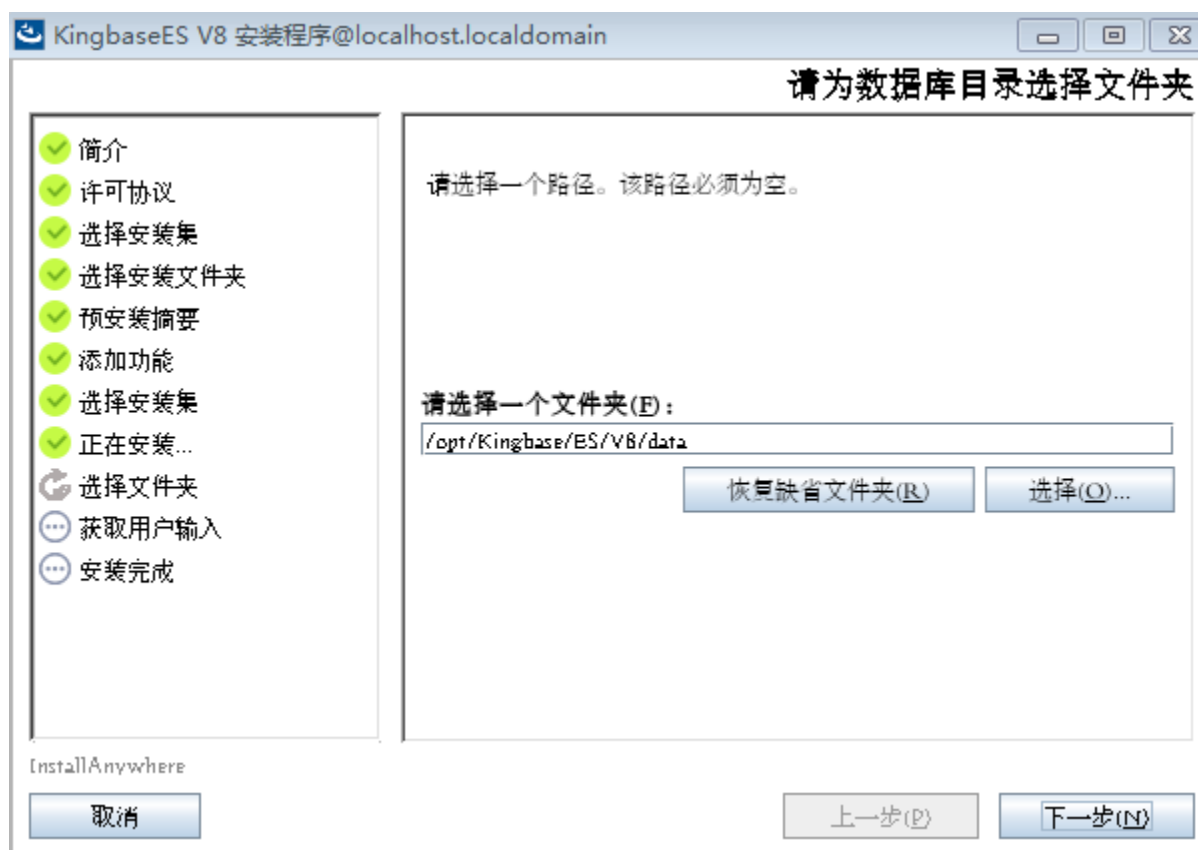 KingbaseES V8 安装程序@localhost.localdomain
请为数据库目录选择文件夹
简介
许可协议
选择安装集
选择安装文件夹
预安装摘要
添加功能
选择安装集
正在安装...
选择文件夹
获取用户输入
安装完成
请选择一个路径。该路径必须为空。
请选择一个文件夹(F)：
/opt/Kingbase/ES/V8/data
恢复缺省文件夹(R)
选择(O)...
InstallAnywhere
取消
上一步(P)
下一步(N)